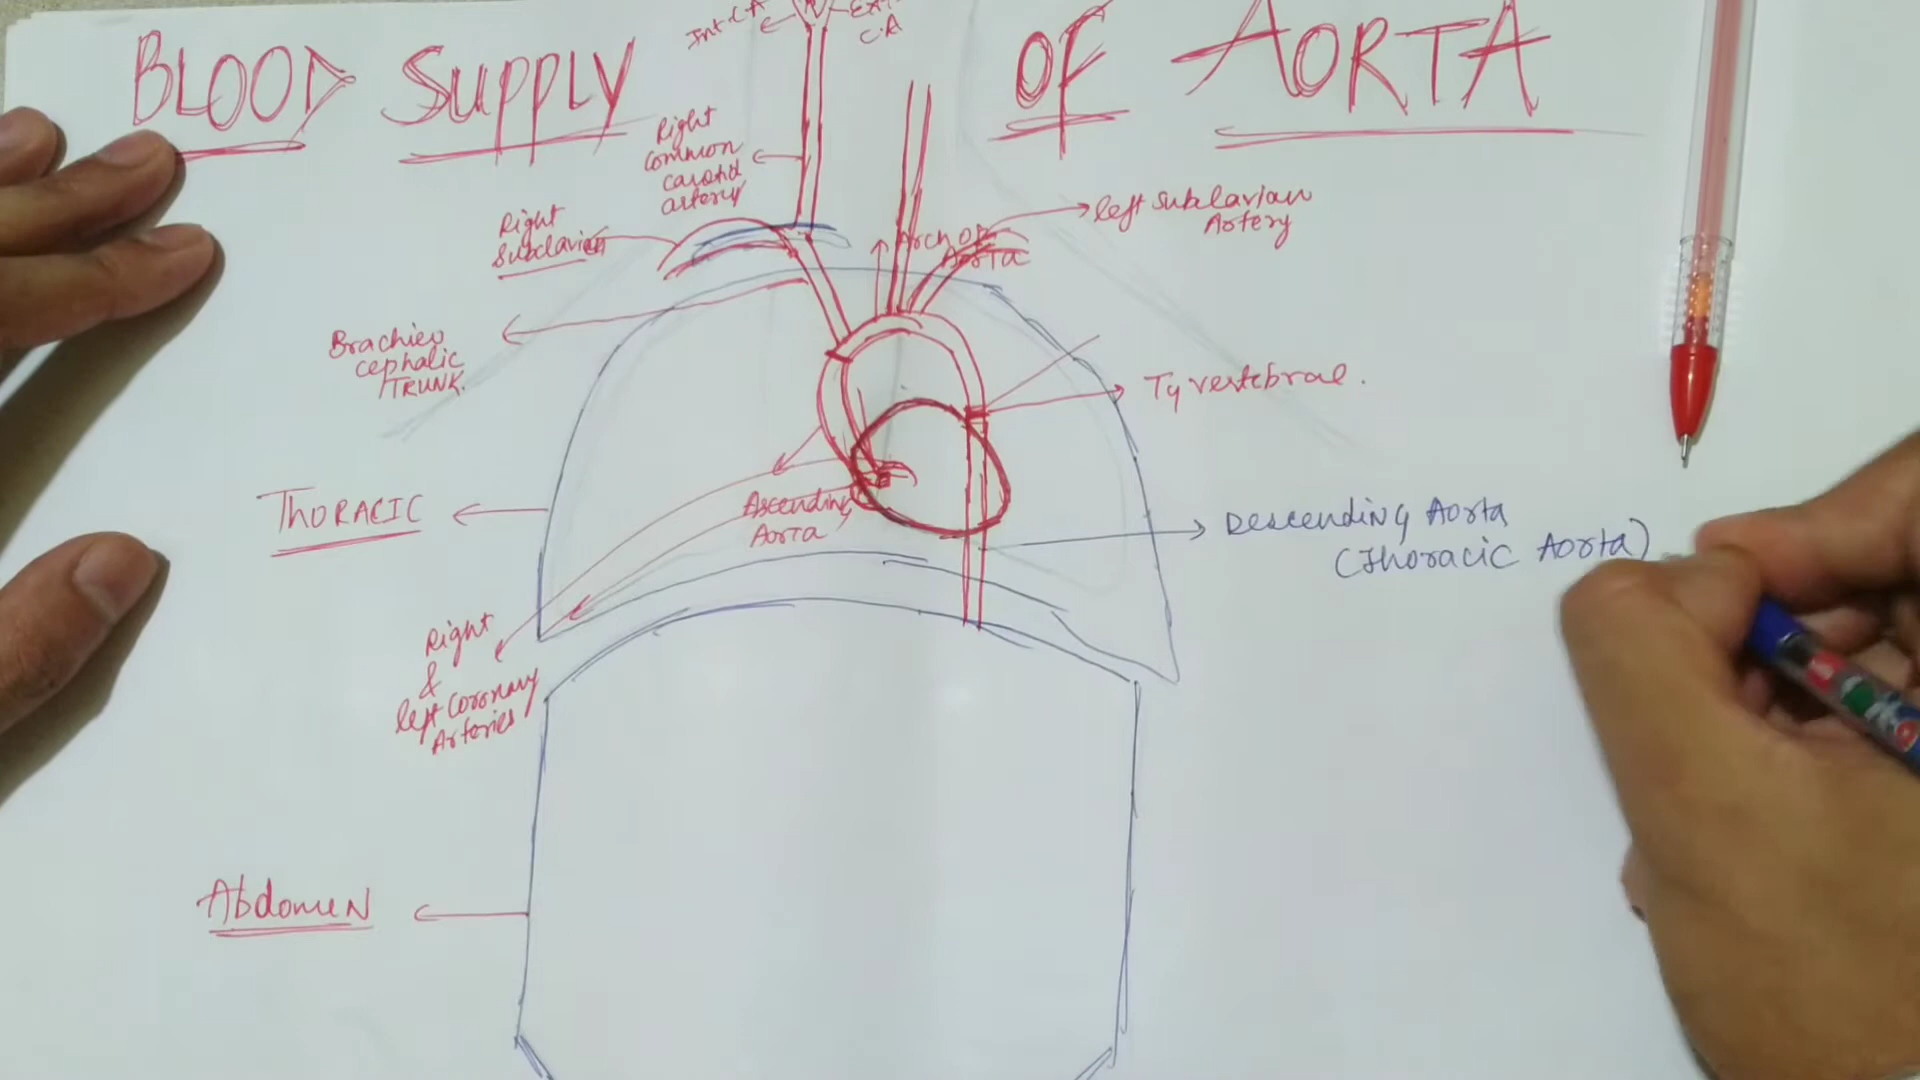 BLOOD SUPPLY OF AORTA
Int. C.A
Ext.
C.A
Right
common
carotid
artery
Right
Subclavian
left Subclavian
Artery
Arch of
Aorta
Brachieo
cephalic
TRUNK.
T4 vertebrae.
THORACIC
Ascending
Aorta
Descending Aorta
(Thoracic Aorta)
Right
&
left Coronary
Arteries
AbdomeN